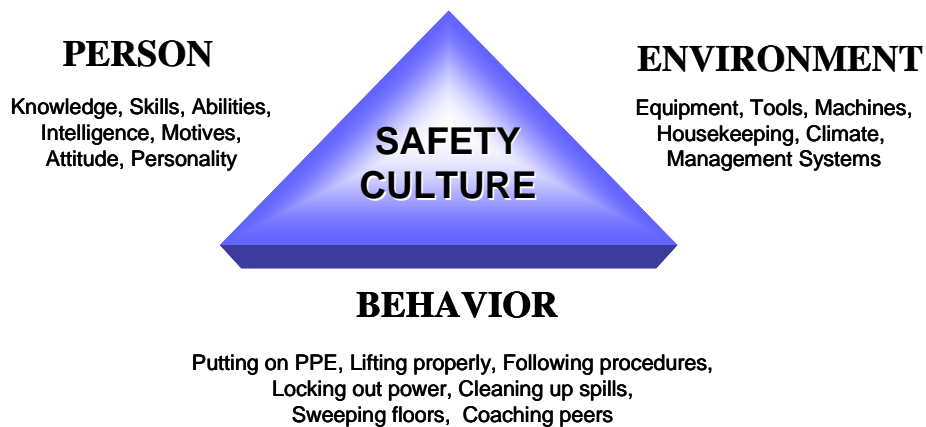 PERSON
Knowledge, Skills, Abilities,
Intelligence, Motives,
Attitude, Personality
ENVIRONMENT
Equipment, Tools, Machines,
Housekeeping, Climate,
Management Systems
SAFETY
CULTURE
BEHAVIOR
Putting on PPE, Lifting properly, Following procedures,
Locking out power, Cleaning up spills,
Sweeping floors,  Coaching peers